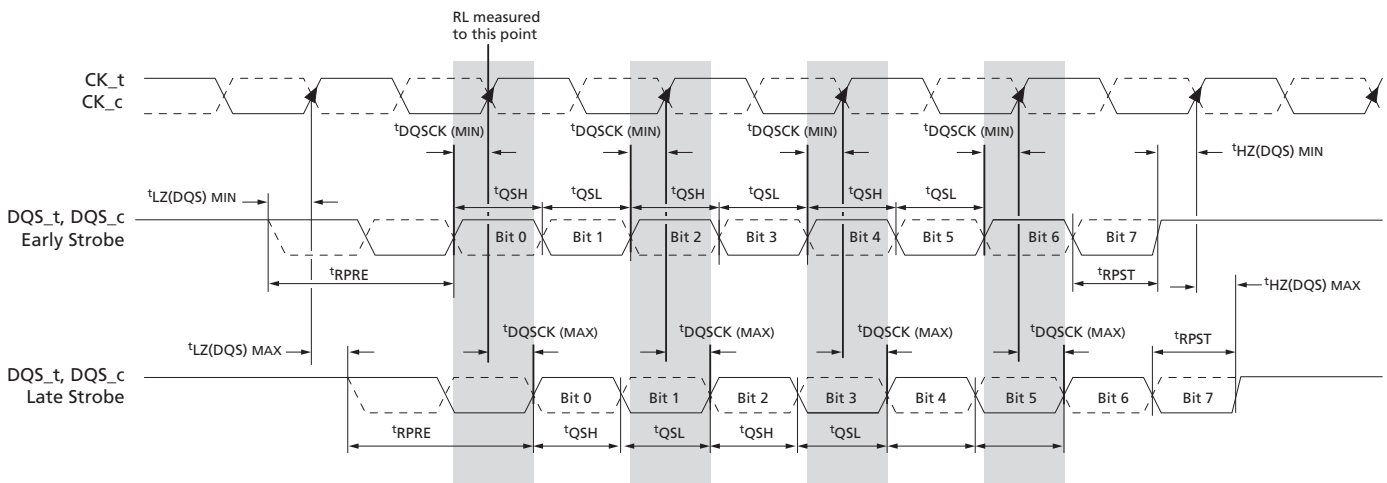 RL measured
to this point
CK_t
CK_c
tDQSCK (MIN) tDQSCK (MIN) tDQSCK (MIN) tDQSCK (MIN)
tHZ(DQS) MIN
tLZ(DQS) MIN
tQSH tQSL tQSH tQSL tQSH tQSL
DQS_t, DQS_c
Early Strobe
Bit 0 Bit 1 Bit 2 Bit 3 Bit 4 Bit 5 Bit 6 Bit 7
tRPRE
tRPST
tHZ(DQS) MAX
tLZ(DQS) MAX
tDQSCK (MAX) tDQSCK (MAX) tDQSCK (MAX) tDQSCK (MAX)
tRPST
DQS_t, DQS_c
Late Strobe
Bit 0 Bit 1 Bit 2 Bit 3 Bit 4 Bit 5 Bit 6 Bit 7
tRPRE
tQSH tQSL tQSH tQSL